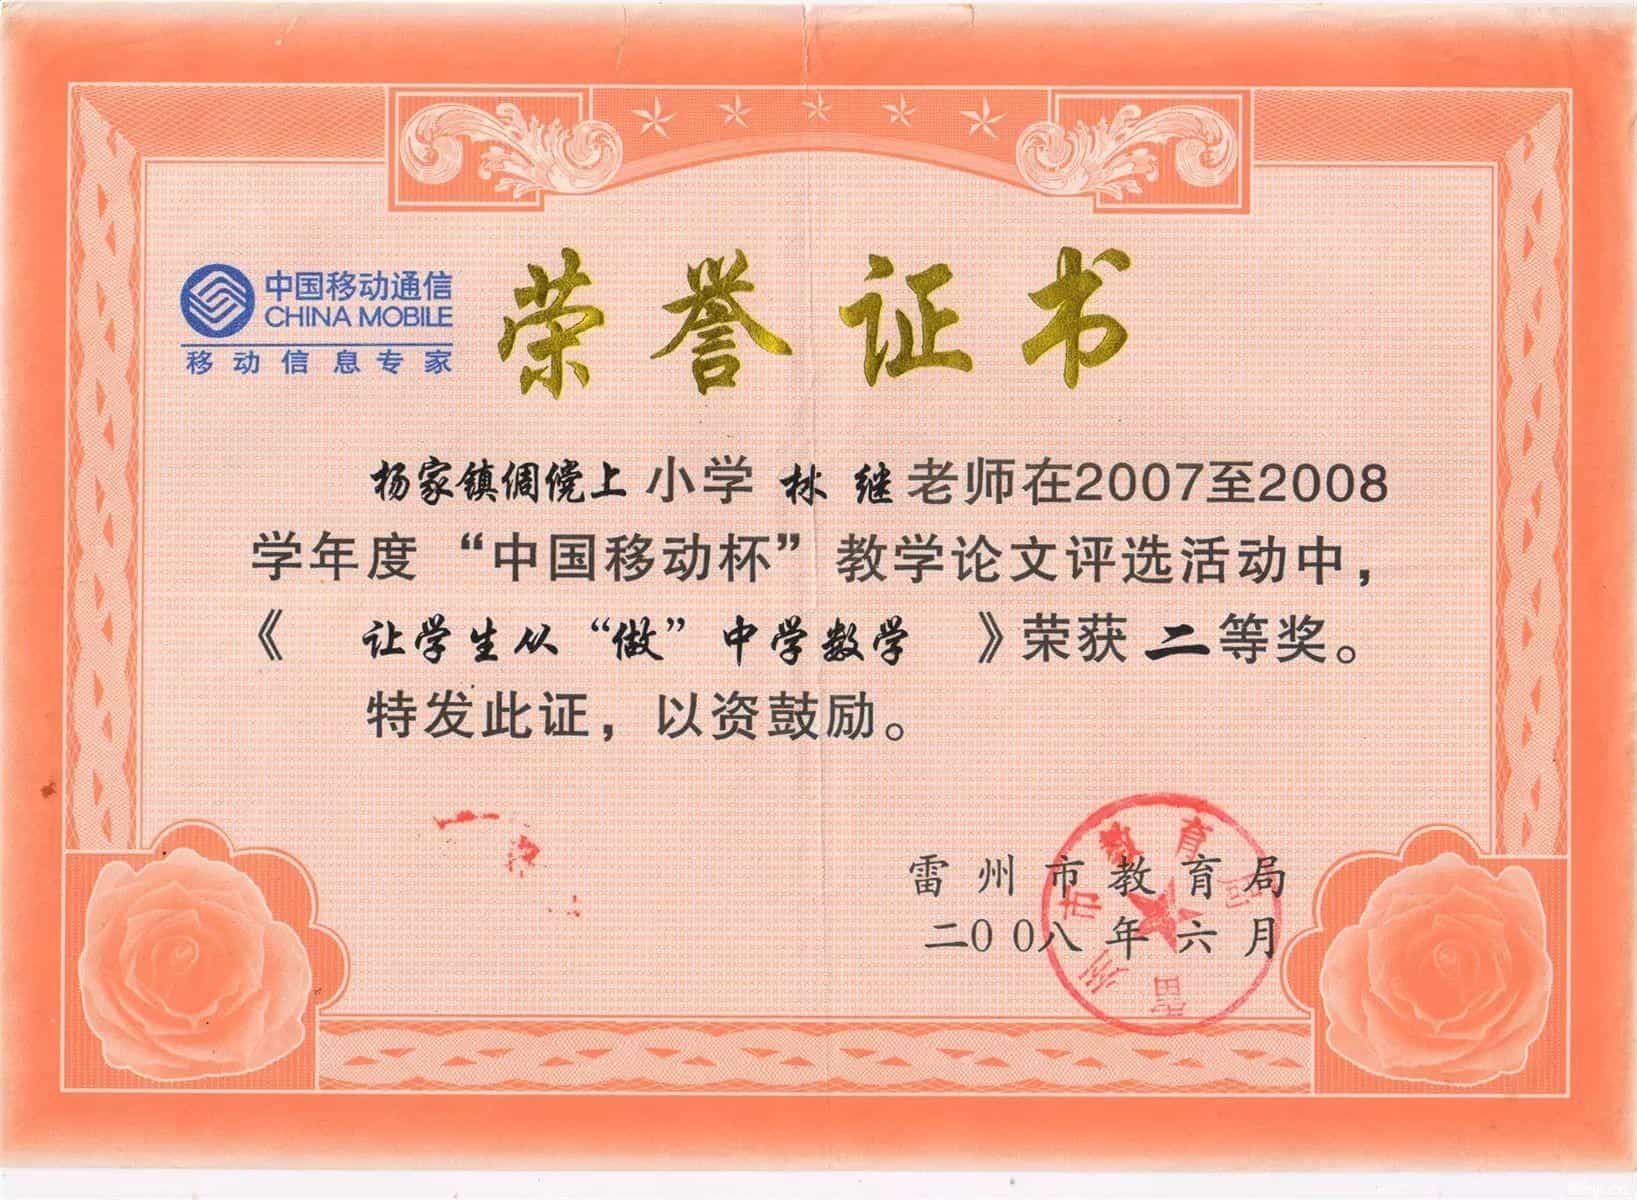 中国移动通信
CHINA MOBILE
移动信息专家
荣誉证书
杨家镇倜傥上小学 林继老师在2007至2008
学年度“中国移动杯”教学论文评选活动中，
《让学生从“做”中学数学》荣获二等奖。
特发此证，以资鼓励。
雷州市教育局
二00八年六月
雷州市教育局